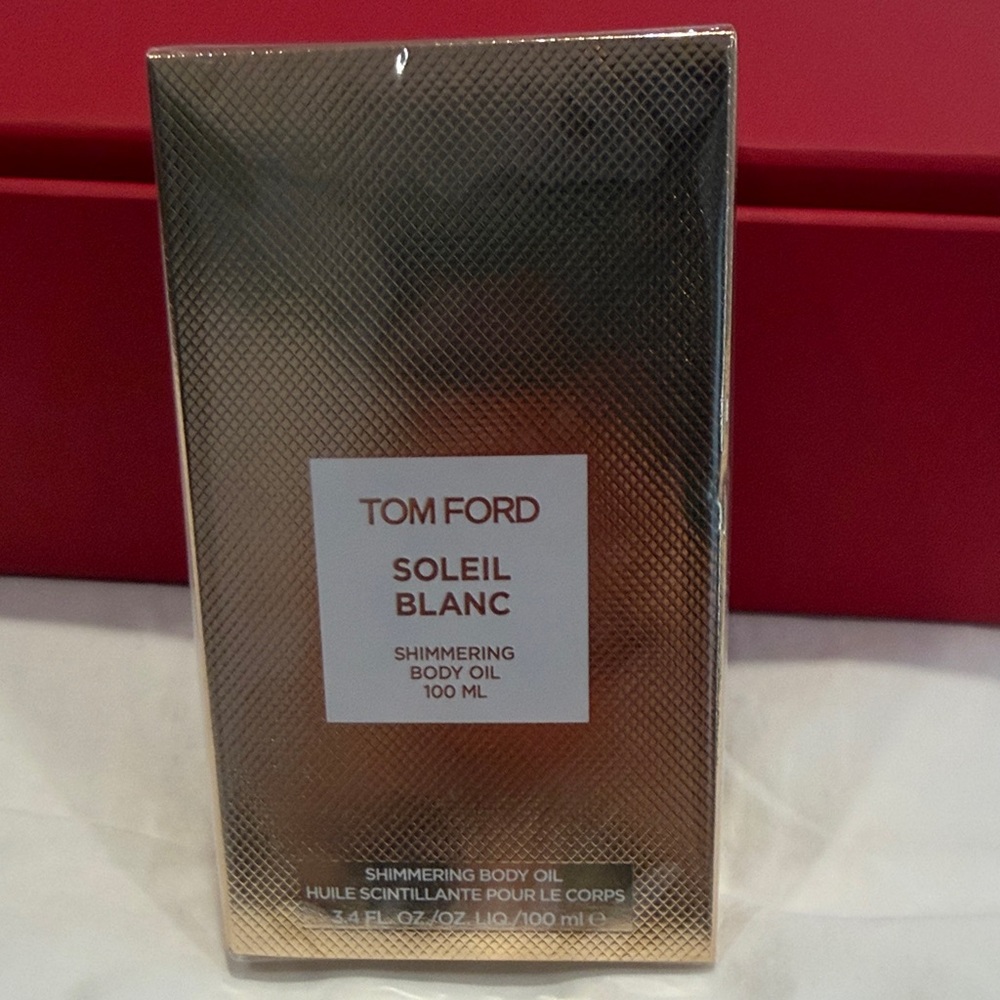 TOM FORD
SOLEIL
BLANC
SHIMMERING
BODY OIL
100 ML
SHIMMERING BODY OIL
HUILE SCINTILLANTE POUR LE CORPS
3.4 FL. OZ./OZ. LIQ./100 ml ℮